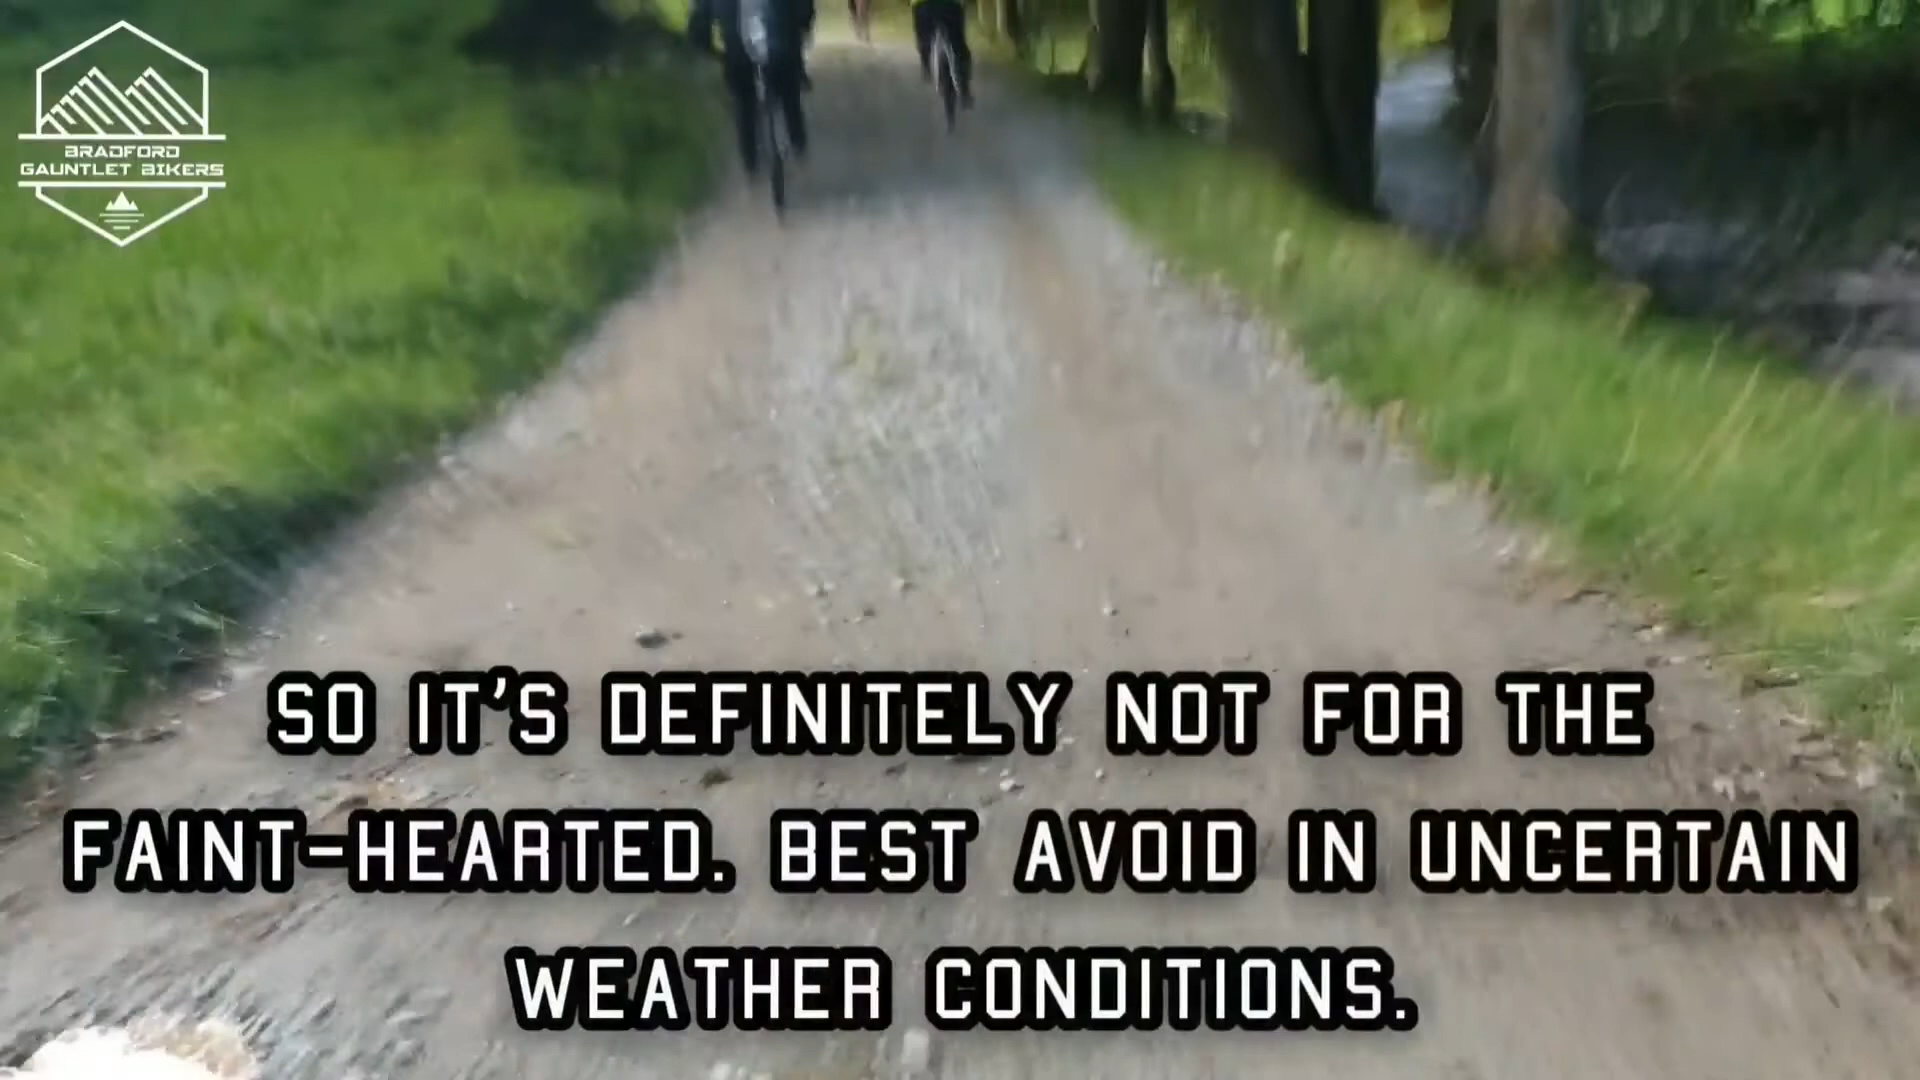 BRADFORD
GAUNTLET BIKERS
SO IT'S DEFINITELY NOT FOR THE
FAINT-HEARTED. BEST AVOID IN UNCERTAIN
WEATHER CONDITIONS.